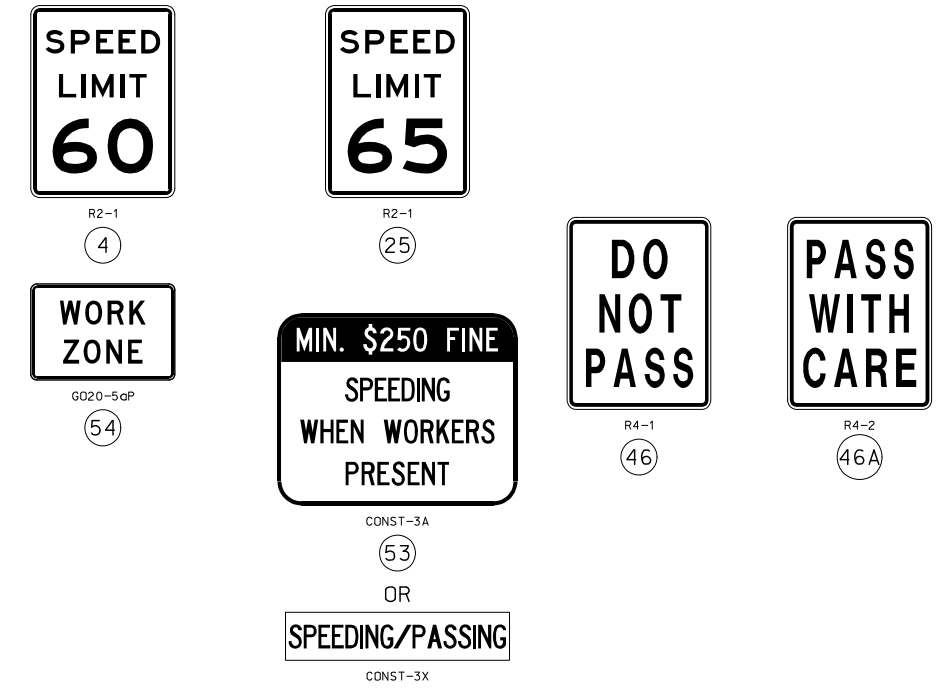 SPEED
LIMIT
60
R2-1
4
WORK
ZONE
GO20-5aP
54
SPEED
LIMIT
65
R2-1
25
MIN. $250 FINE
SPEEDING
WHEN WORKERS
PRESENT
CONST-3A
53
OR
SPEEDING/PASSING
CONST-3X
DO
NOT
PASS
R4-1
46
PASS
WITH
CARE
R4-2
46A